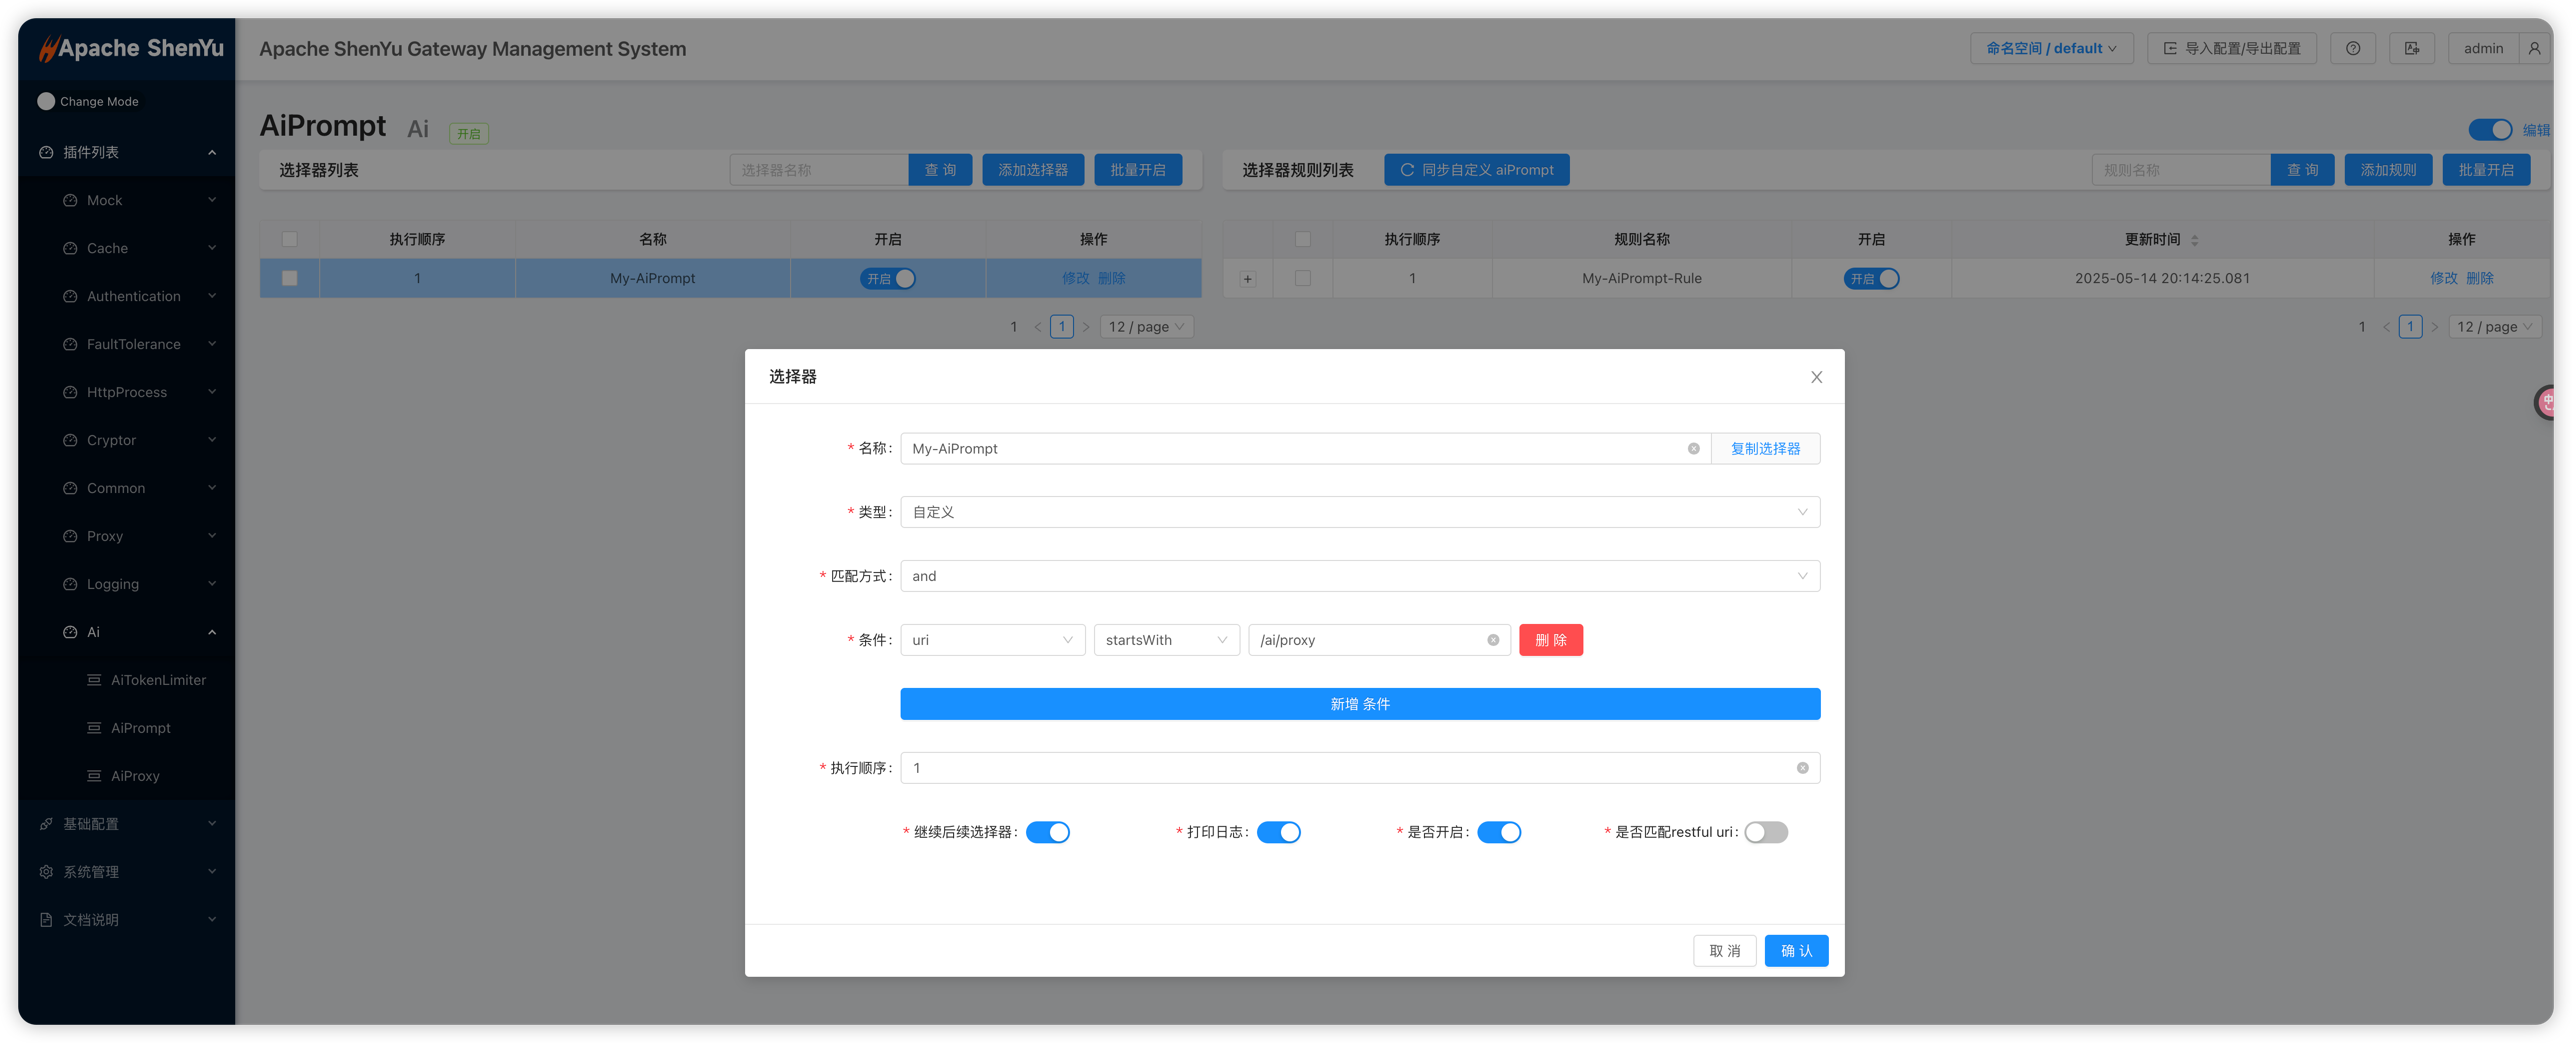 Apache ShenYu
Apache ShenYu Gateway Management System
命名空间 / default
导入配置/导出配置
admin
Change Mode
插件列表
Mock
Cache
Authentication
FaultTolerance
HttpProcess
Cryptor
Common
Proxy
Logging
Ai
AiTokenLimiter
AiPrompt
AiProxy
基础配置
系统管理
文档说明
AiPrompt Ai 开启
编辑
选择器列表 选择器名称 查 询 添加选择器 批量开启
执行顺序 名称 开启 操作
1 My-AiPrompt 开启 修改 删除
1 < 1 > 12 / page
选择器规则列表 同步自定义 aiPrompt 规则名称 查 询 添加规则 批量开启
执行顺序 规则名称 开启 更新时间 操作
+ 1 My-AiPrompt-Rule 开启 2025-05-14 20:14:25.081 修改 删除
1 < 1 > 12 / page
选择器
* 名称: My-AiPrompt 复制选择器
* 类型: 自定义
* 匹配方式: and
* 条件: uri startsWith /ai/proxy 删 除
新增 条件
* 执行顺序: 1
* 继续后续选择器: * 打印日志: * 是否开启: * 是否匹配restful uri:
取 消 确 认